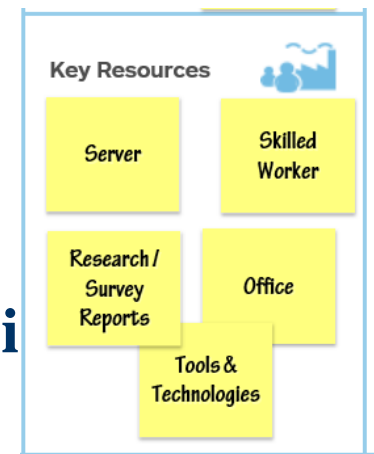 Key Resources
Server
Skilled
Worker
Research /
Survey
Reports
Office
i
Tools &
Technologies